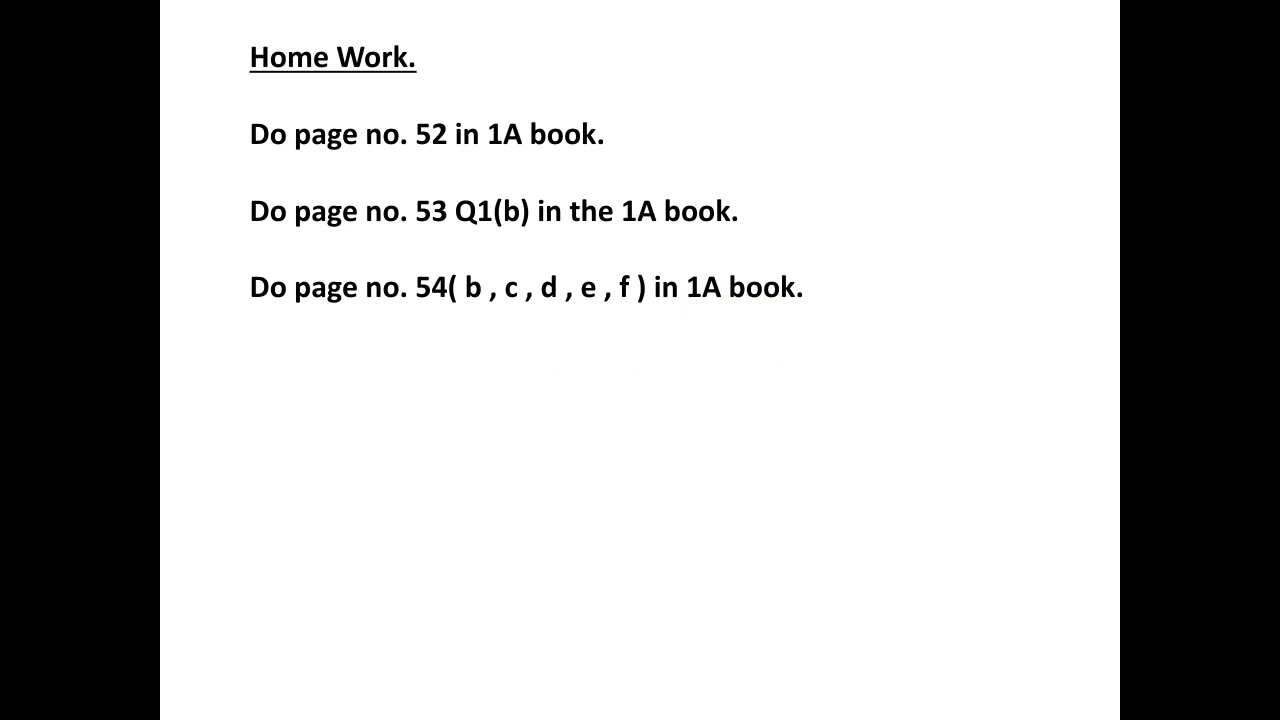 Home Work.
Do page no. 52 in 1A book.
Do page no. 53 Q1(b) in the 1A book.
Do page no. 54( b , c , d , e , f ) in 1A book.